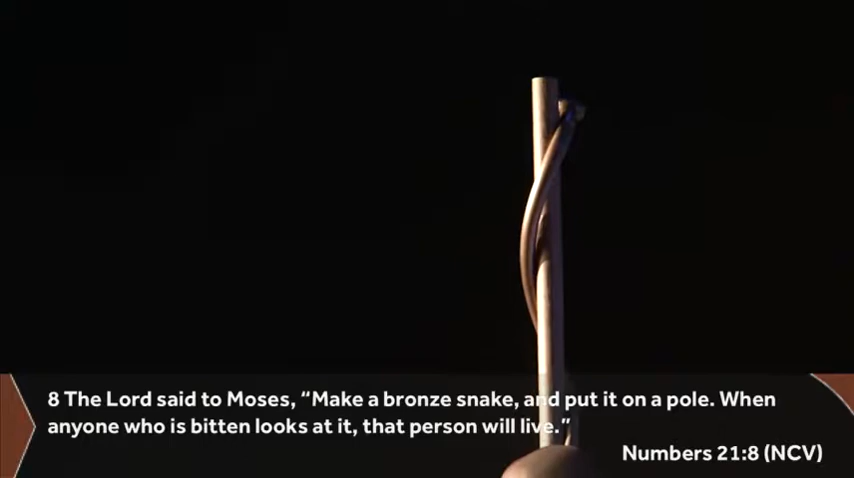 8 The Lord said to Moses, “Make a bronze snake, and put it on a pole. When
anyone who is bitten looks at it, that person will live.”
Numbers 21:8 (NCV)